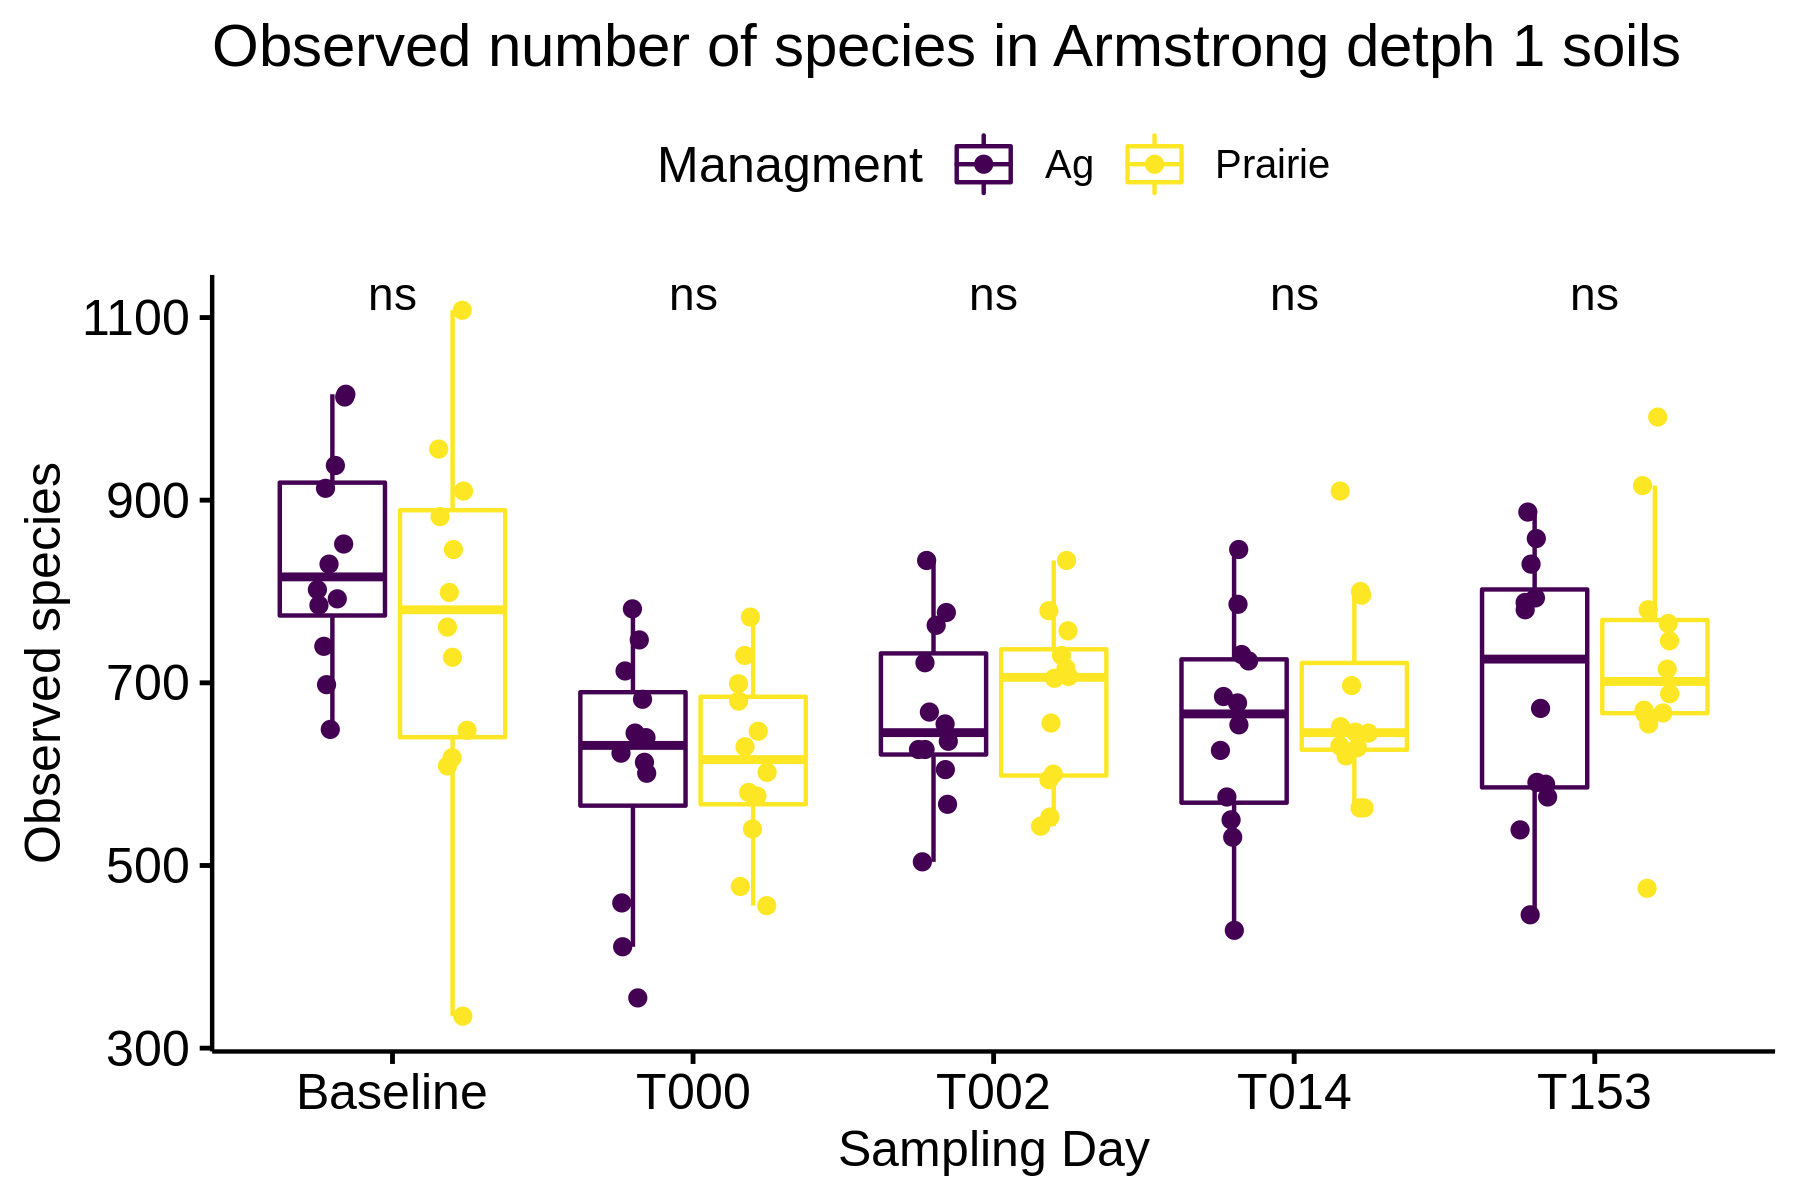 Observed number of species in Armstrong detph 1 soils
Managment Ag Prairie
ns ns ns ns ns
1100
900
700
500
300
Observed species
Baseline T000 T002 T014 T153
Sampling Day